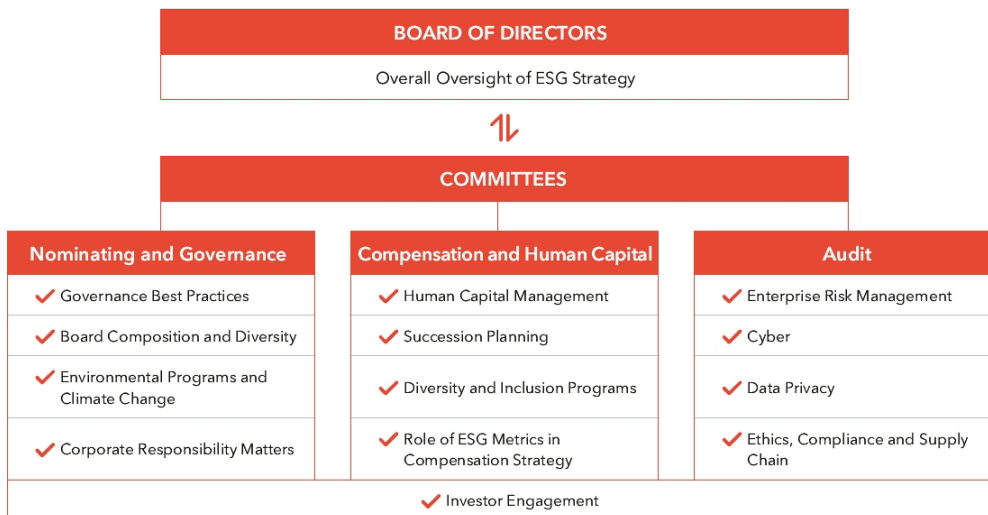 BOARD OF DIRECTORS
Overall Oversight of ESG Strategy
COMMITTEES
Nominating and Governance
Governance Best Practices
Board Composition and Diversity
Environmental Programs and
Climate Change
Corporate Responsibility Matters
Compensation and Human Capital
Human Capital Management
Succession Planning
Diversity and Inclusion Programs
Role of ESG Metrics in
Compensation Strategy
Audit
Enterprise Risk Management
Cyber
Data Privacy
Ethics, Compliance and Supply
Chain
Investor Engagement